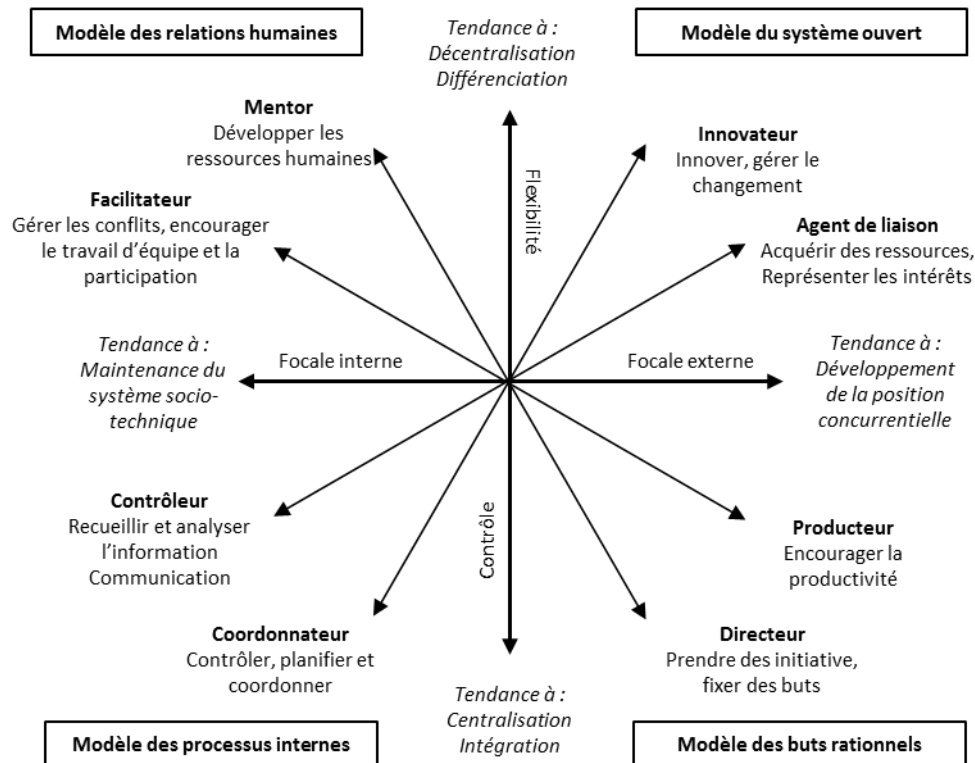 Modèle des relations humaines
Tendance à :
Décentralisation
Différenciation
Modèle du système ouvert
Mentor
Développer les
ressources humaines
Innovateur
Innover, gérer le
changement
Flexibilité
Facilitateur
Gérer les conflits, encourager
le travail d'équipe et la
participation
Agent de liaison
Acquérir des ressources,
Représenter les intérêts
Tendance à :
Maintenance du
système socio-
technique
Focale interne
Focale externe
Tendance à :
Développement
de la position
concurrentielle
Contrôleur
Recueillir et analyser
l'information
Communication
Contrôle
Producteur
Encourager la
productivité
Coordonnateur
Contrôler, planifier et
coordonner
Directeur
Prendre des initiative,
fixer des buts
Tendance à :
Centralisation
Intégration
Modèle des processus internes
Modèle des buts rationnels